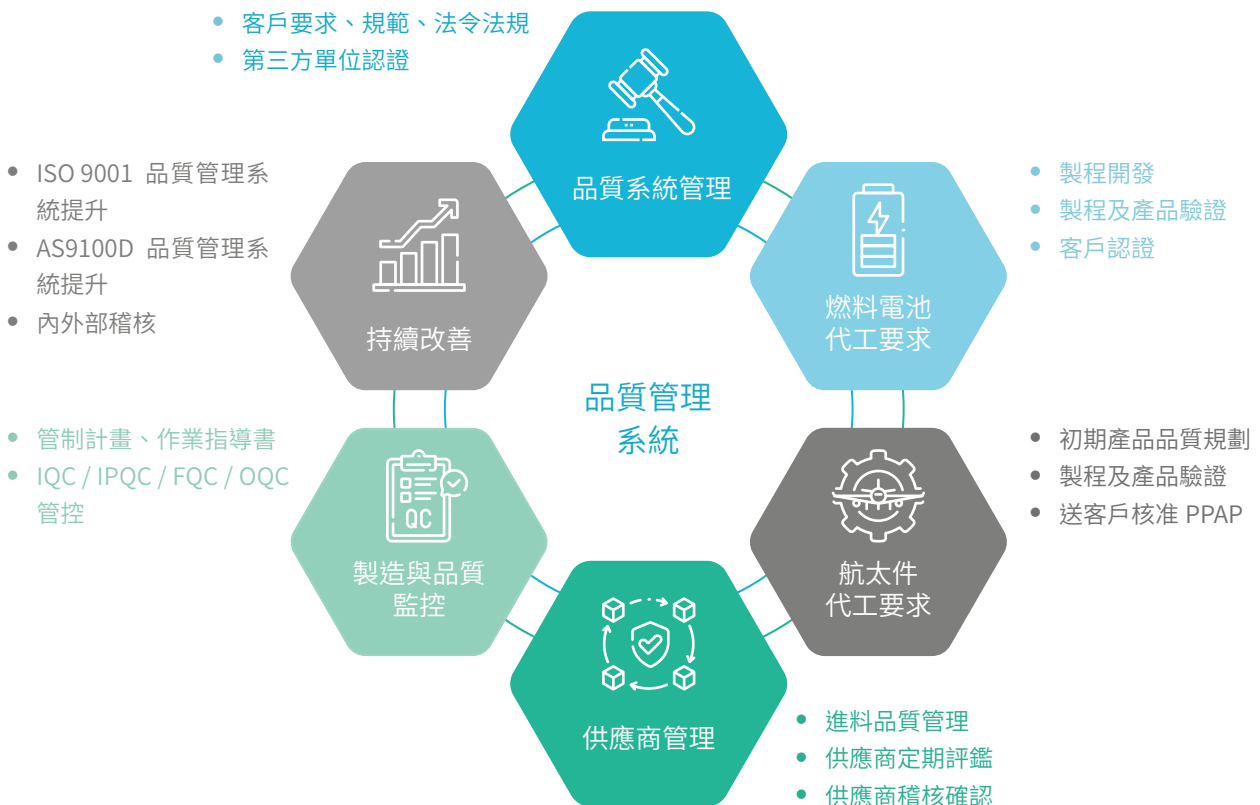 客戶要求、規範、法令法規
第三方單位認證
品質系統管理
ISO 9001 品質管理系
統提升
AS9100D 品質管理系
統提升
內外部稽核
持續改善
製程開發
製程及產品驗證
客戶認證
燃料電池
代工要求
品質管理
系統
管制計畫、作業指導書
IQC / IPQC / FQC / OQC
管控
QC
製造與品質
監控
初期產品品質規劃
製程及產品驗證
送客戶核准 PPAP
航太件
代工要求
供應商管理
進料品質管理
供應商定期評鑑
供應商稽核確認